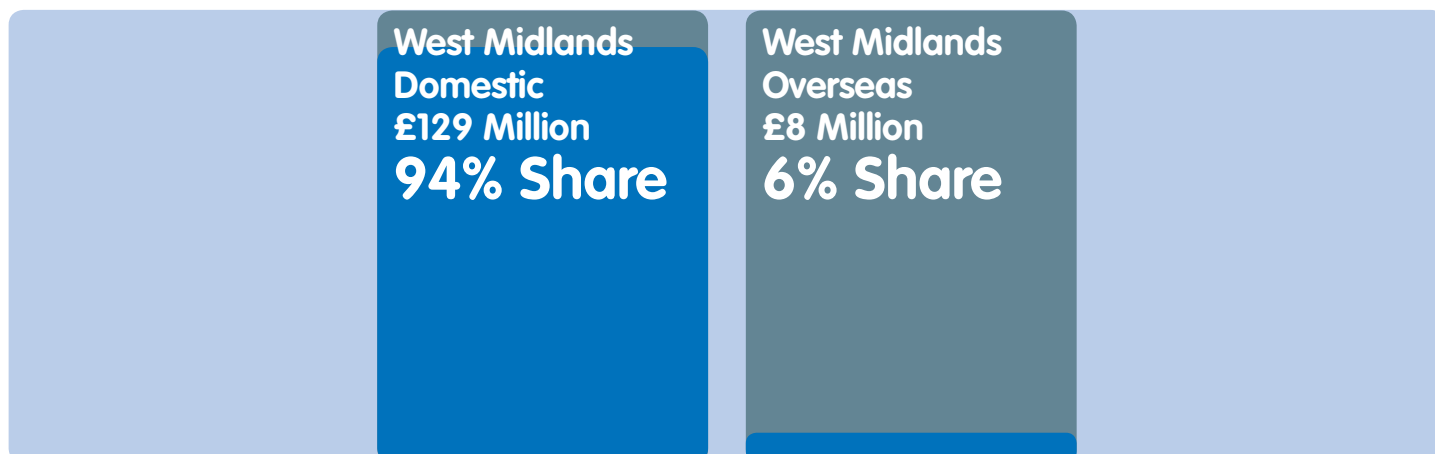 West Midlands
Domestic
£129 Million
94% Share
West Midlands
Overseas
£8 Million
6% Share